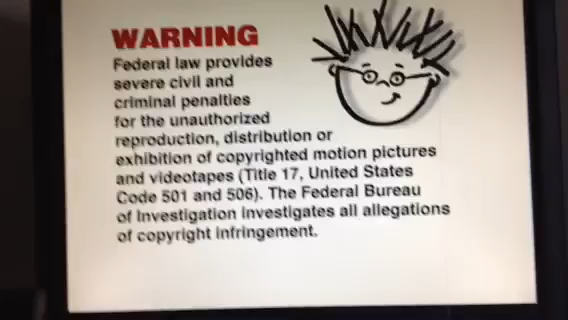 WARNING
Federal law provides
severe civil and
criminal penalties
for the unauthorized
reproduction, distribution or
exhibition of copyrighted motion pictures
and videotapes (Title 17, United States
Code 501 and 506). The Federal Bureau
of Investigation investigates all allegations
of copyright infringement.